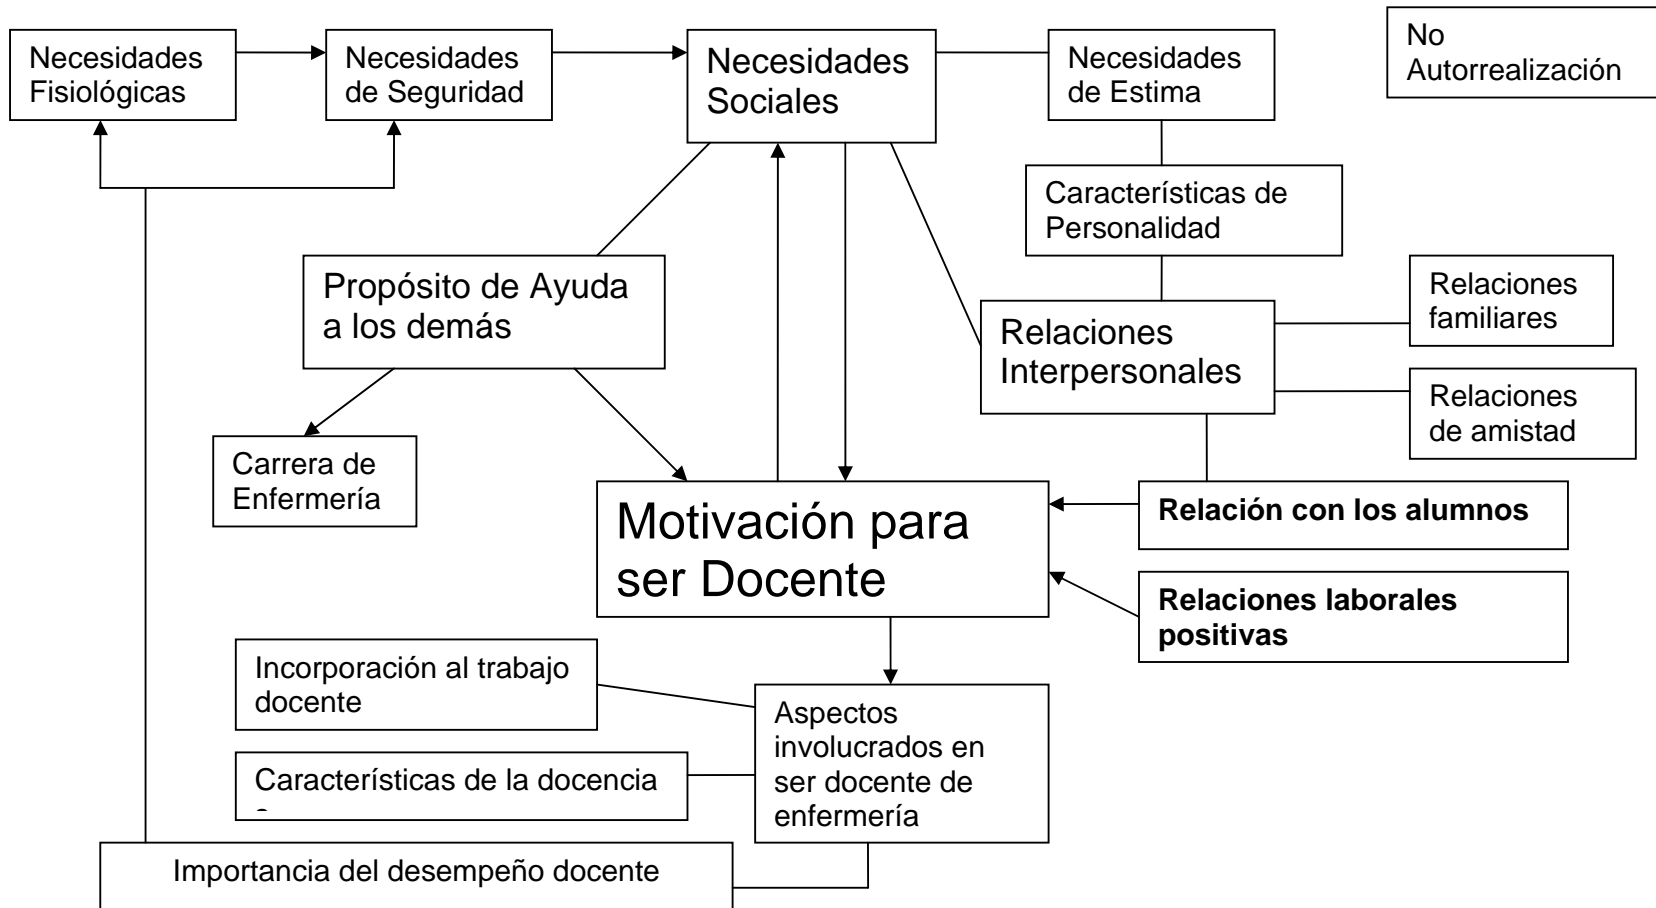 Necesidades
Fisiológicas
Necesidades
de Seguridad
Necesidades
Sociales
Necesidades
de Estima
No
Autorrealización
Características de
Personalidad
Propósito de Ayuda
a los demás
Relaciones
Interpersonales
Relaciones
familiares
Relaciones
de amistad
Carrera de
Enfermería
Motivación para
ser Docente
Relación con los alumnos
Relaciones laborales
positivas
Incorporación al trabajo
docente
Aspectos
involucrados en
ser docente de
enfermería
Características de la docencia
Importancia del desempeño docente